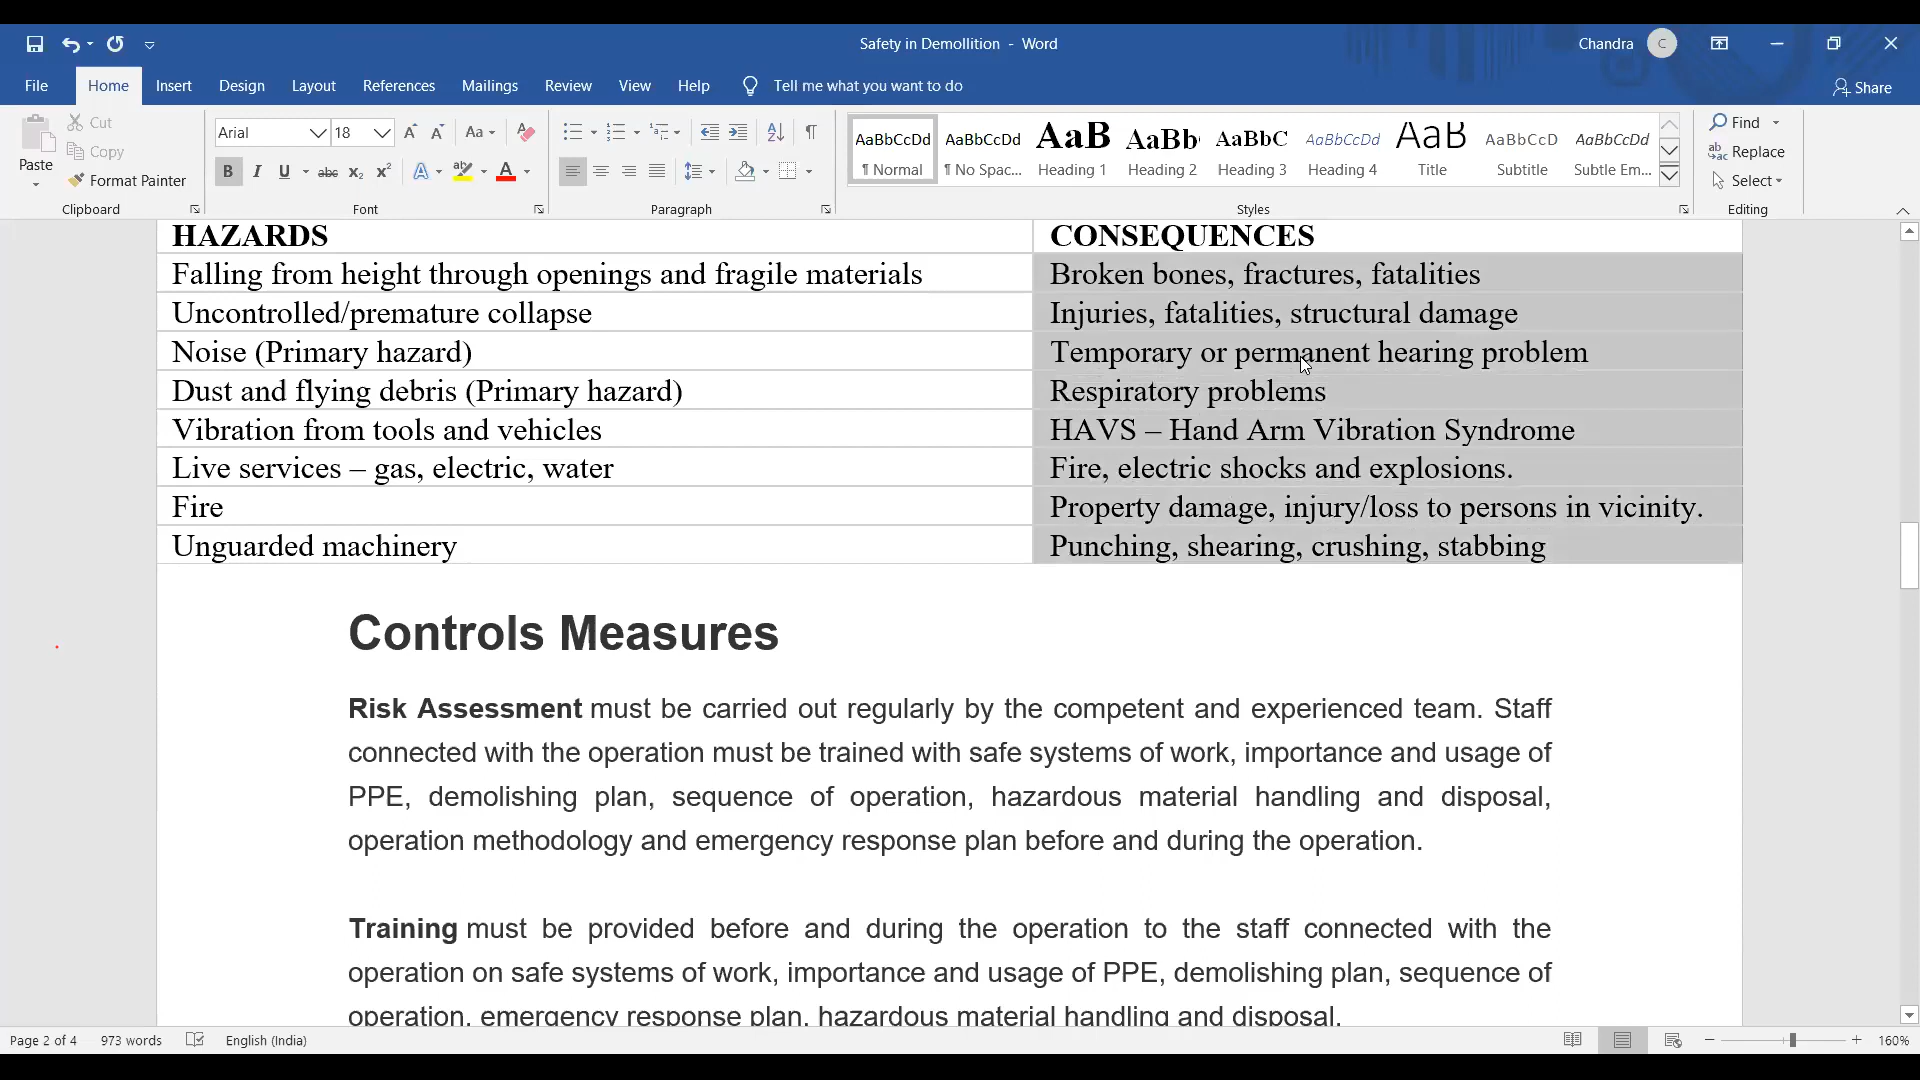 Safety in Demollition - Word
Chandra C
File Home Insert Design Layout References Mailings Review View Help Tell me what you want to do Share
Paste Cut Copy Format Painter Clipboard
Arial 18 Aa
B I U abc x₂ x² A ab A
Font
Paragraph
AaBbCcDd AaBbCcDd AaB AaBb( AaBbC AaBbCcDd AaB AaBbCcD AaBbCcDd
¶ Normal ¶ No Spac... Heading 1 Heading 2 Heading 3 Heading 4 Title Subtitle Subtle Em...
Styles
Find
Replace
Select
Editing
HAZARDS CONSEQUENCES
Falling from height through openings and fragile materials Broken bones, fractures, fatalities
Uncontrolled/premature collapse Injuries, fatalities, structural damage
Noise (Primary hazard) Temporary or permanent hearing problem
Dust and flying debris (Primary hazard) Respiratory problems
Vibration from tools and vehicles HAVS – Hand Arm Vibration Syndrome
Live services – gas, electric, water Fire, electric shocks and explosions.
Fire Property damage, injury/loss to persons in vicinity.
Unguarded machinery Punching, shearing, crushing, stabbing
Controls Measures
Risk Assessment must be carried out regularly by the competent and experienced team. Staff
connected with the operation must be trained with safe systems of work, importance and usage of
PPE, demolishing plan, sequence of operation, hazardous material handling and disposal,
operation methodology and emergency response plan before and during the operation.
Training must be provided before and during the operation to the staff connected with the
operation on safe systems of work, importance and usage of PPE, demolishing plan, sequence of
operation, emergency response plan, hazardous material handling and disposal.
Page 2 of 4 973 words English (India) 160%